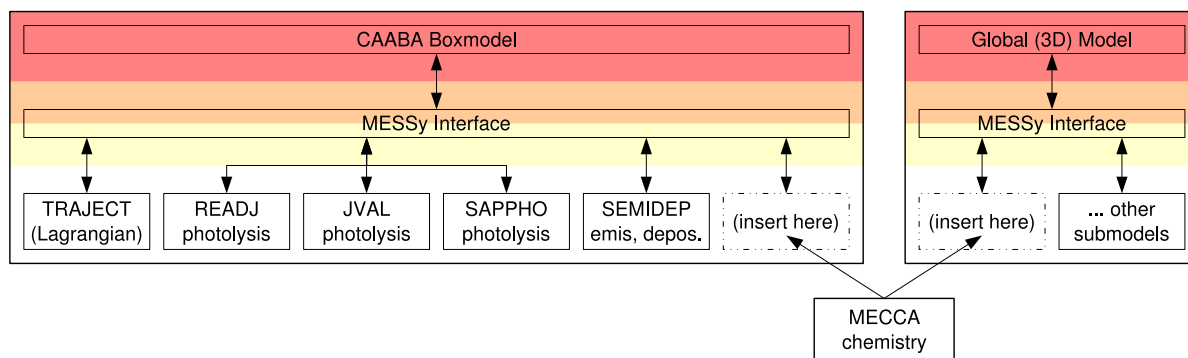 CAABA Boxmodel
MESSy Interface
TRAJECT
(Lagrangian)
READJ
photolysis
JVAL
photolysis
SAPPHO
photolysis
SEMIDEP
emis, depos.
(insert here)
Global (3D) Model
MESSy Interface
(insert here)
... other
submodels
MECCA
chemistry